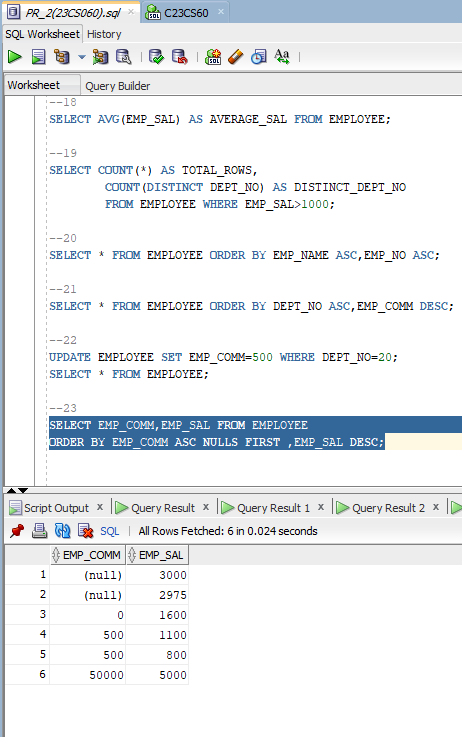 PR_2(23CS060).sql × C23CS60 ×
SQL Worksheet History
SQL Aa
Worksheet Query Builder
--18
SELECT AVG(EMP_SAL) AS AVERAGE_SAL FROM EMPLOYEE;
--19
SELECT COUNT(*) AS TOTAL_ROWS,
COUNT(DISTINCT DEPT_NO) AS DISTINCT_DEPT_NO
FROM EMPLOYEE WHERE EMP_SAL>1000;
--20
SELECT * FROM EMPLOYEE ORDER BY EMP_NAME ASC,EMP_NO ASC;
--21
SELECT * FROM EMPLOYEE ORDER BY DEPT_NO ASC,EMP_COMM DESC;
--22
UPDATE EMPLOYEE SET EMP_COMM=500 WHERE DEPT_NO=20;
SELECT * FROM EMPLOYEE;
--23
SELECT EMP_COMM,EMP_SAL FROM EMPLOYEE
ORDER BY EMP_COMM ASC NULLS FIRST ,EMP_SAL DESC;
Script Output × Query Result × Query Result 1 × Query Result 2 ×
SQL | All Rows Fetched: 6 in 0.024 seconds
EMP_COMM EMP_SAL
1 (null) 3000
2 (null) 2975
3 0 1600
4 500 1100
5 500 800
6 50000 5000